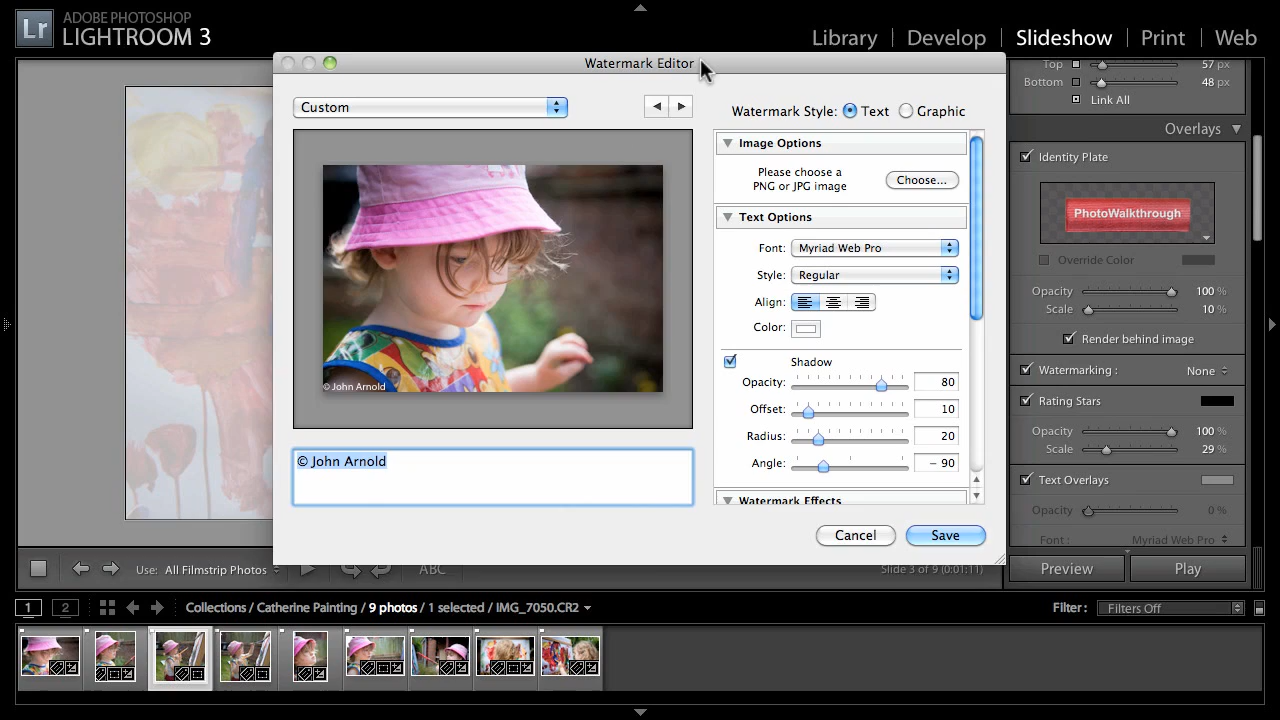 Lr
ADOBE PHOTOSHOP
LIGHTROOM 3
Library | Develop | Slideshow | Print | Web
Watermark Editor
Custom
Watermark Style: Text Graphic
Image Options
Please choose a
PNG or JPG image
Choose...
Text Options
Font: Myriad Web Pro
Style: Regular
Align:
Color:
Shadow
Opacity: 80
Offset: 10
Radius: 20
Angle: – 90
Watermark Effects
© John Arnold
© John Arnold
Cancel
Save
Top 57 px
Bottom 48 px
Link All
Overlays
Identity Plate
PhotoWalkthrough
Override Color
Opacity 100 %
Scale 10 %
Render behind image
Watermarking : None
Rating Stars
Opacity 100 %
Scale 29 %
Text Overlays
Opacity 0 %
Font : Myriad Web Pro
Preview
Play
Use: All Filmstrip Photos
ABC
Slide 3 of 9 (0:01:11)
1 2 Collections / Catherine Painting / 9 photos / 1 selected / IMG_7050.CR2
Filter : Filters Off